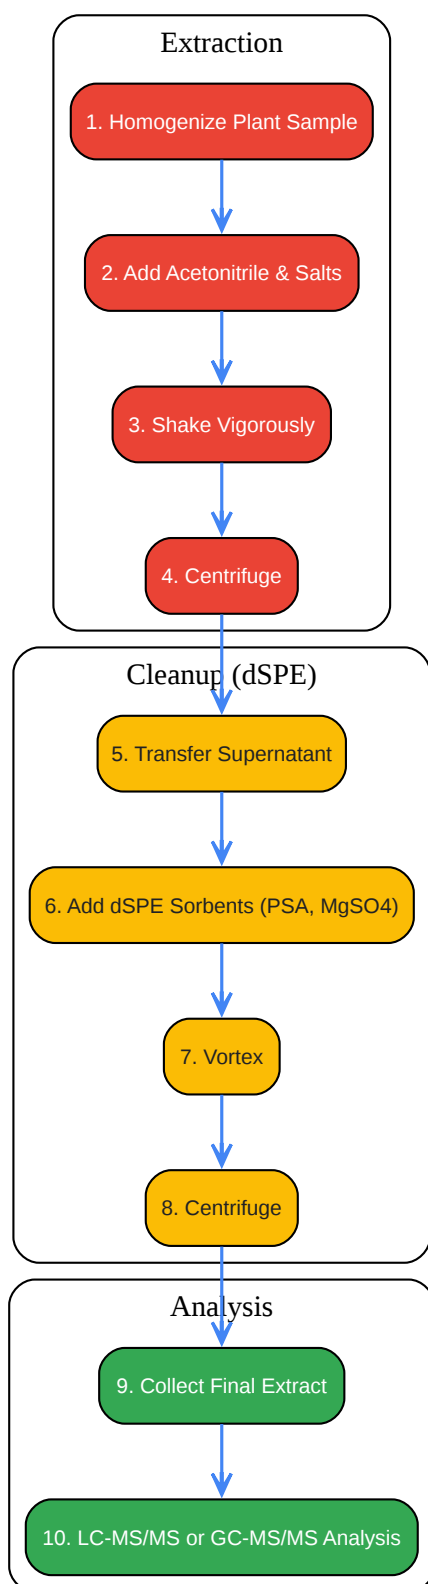 Extraction
1. Homogenize Plant Sample
2. Add Acetonitrile & Salts
3. Shake Vigorously
4. Centrifuge
Cleanup (dSPE)
5. Transfer Supernatant
6. Add dSPE Sorbents (PSA, MgSO4)
7. Vortex
8. Centrifuge
Analysis
9. Collect Final Extract
10. LC-MS/MS or GC-MS/MS Analysis